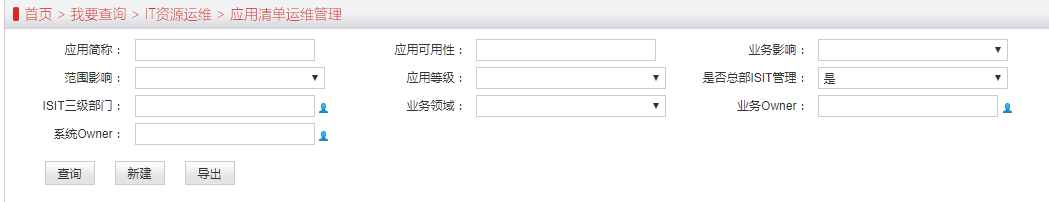 首页 > 我要查询 > IT资源运维 > 应用清单运维管理
应用简称： 应用可用性： 业务影响：
范围影响： 应用等级： 是否总部ISIT管理： 是
ISIT三级部门： 业务领域： 业务Owner：
系统Owner：
查询 新建 导出